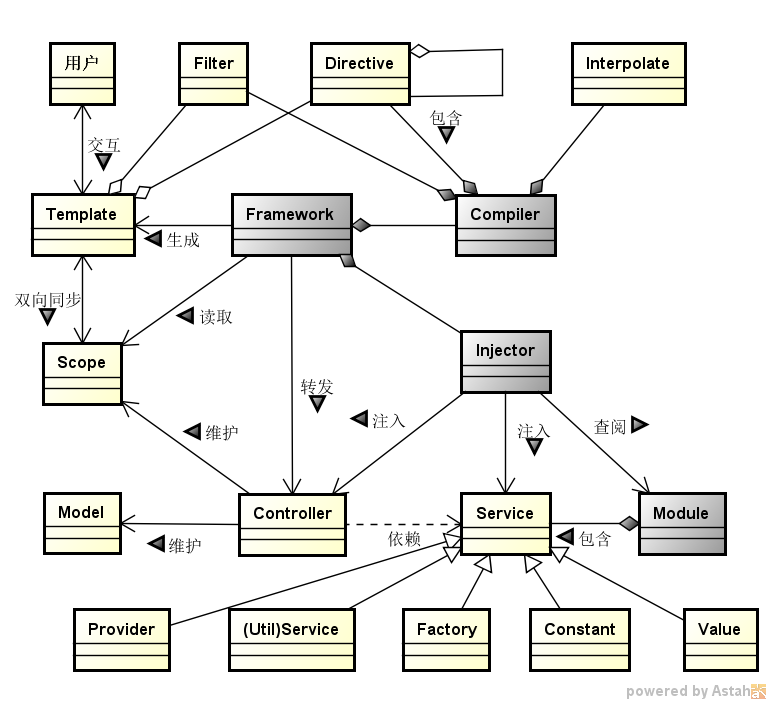 用户
Filter
Directive
Interpolate
包含
交互
Template
Framework
Compiler
生成
双向同步
读取
Scope
Injector
转发
注入
维护
注入
查阅
Model
Controller
Service
Module
维护
依赖
包含
Provider
(Util)Service
Factory
Constant
Value
powered by Astah